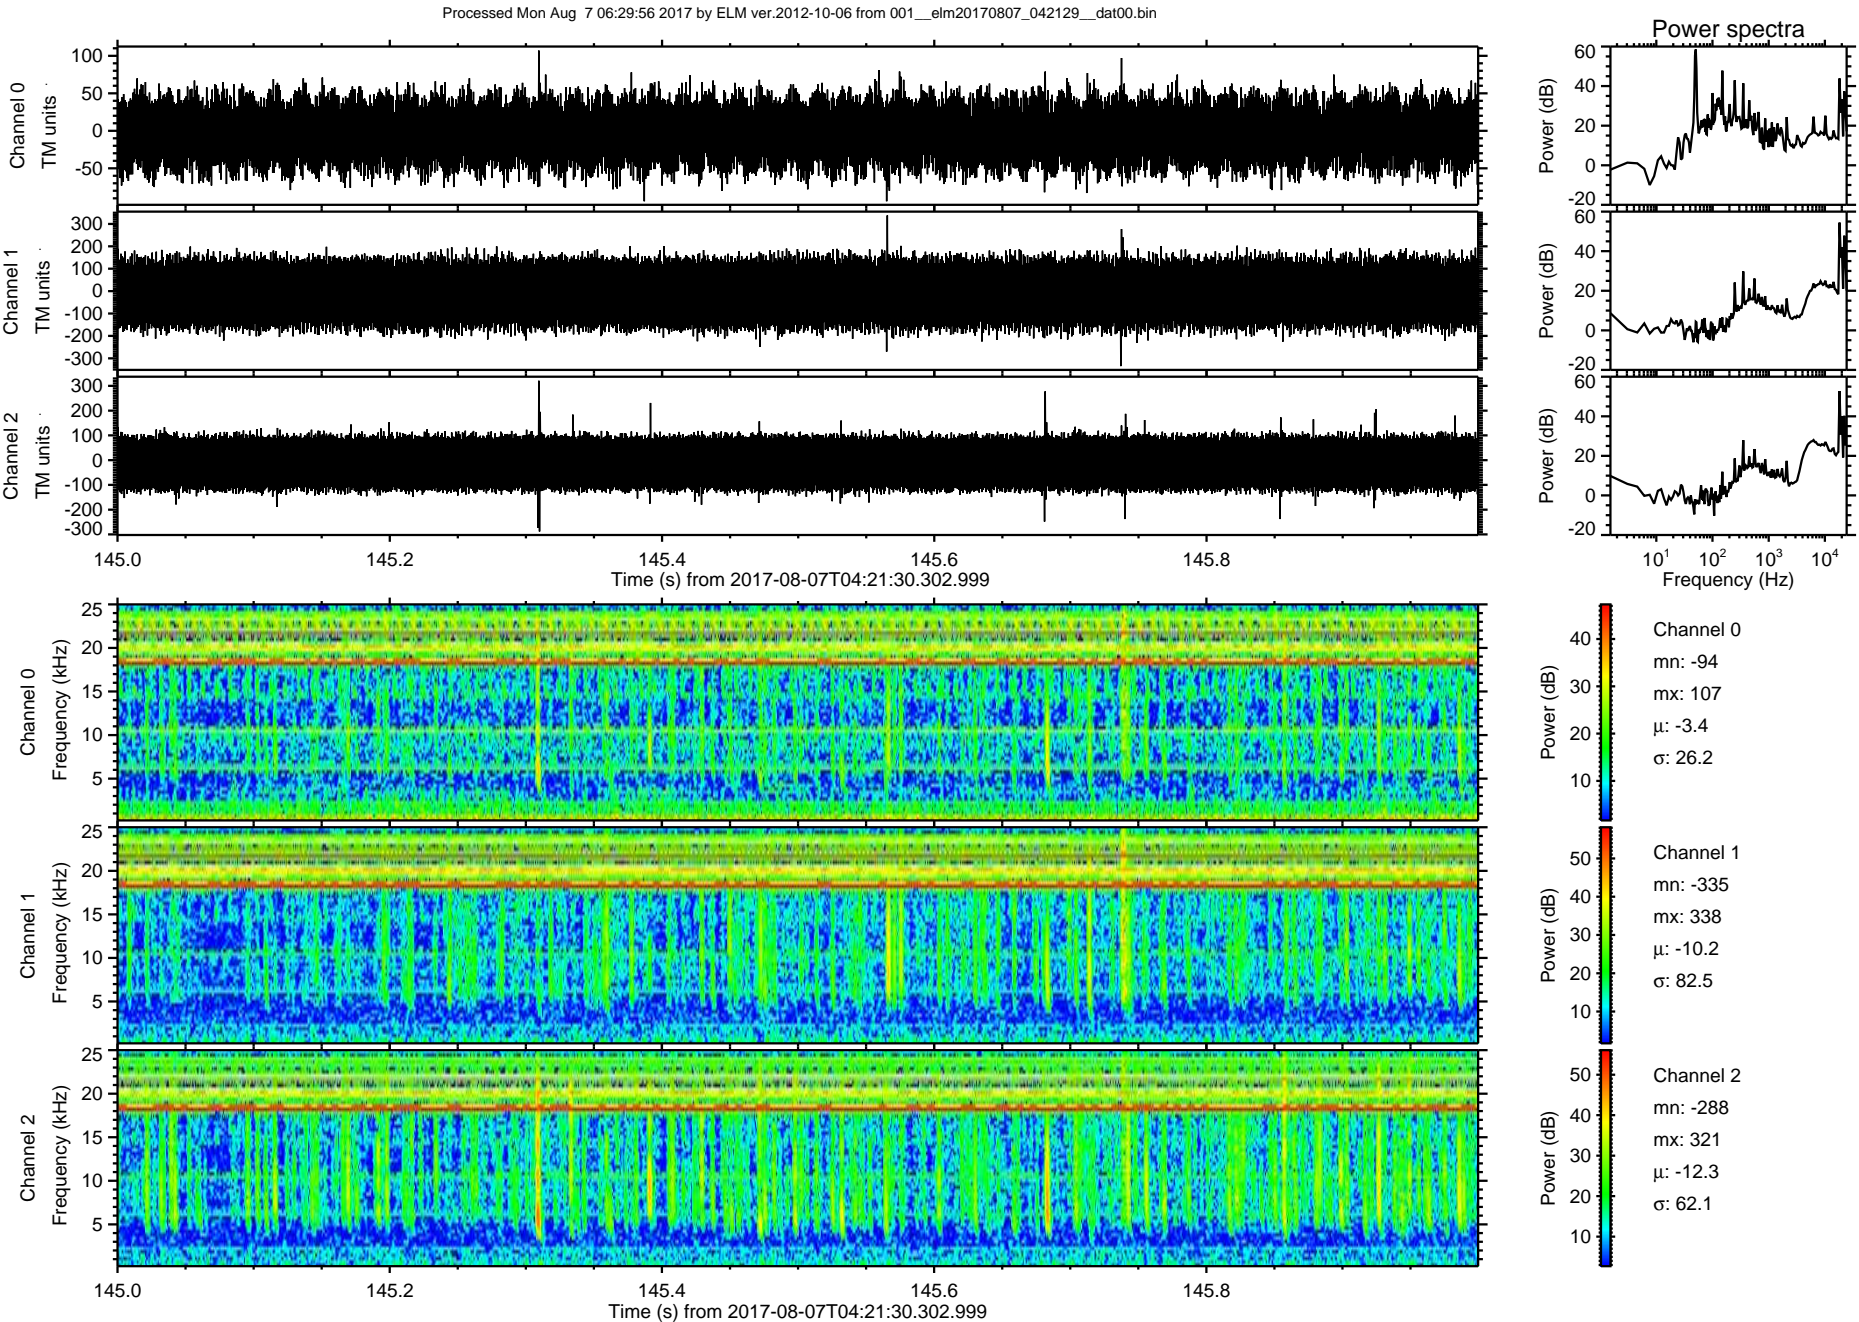 Processed Mon Aug  7 06:29:56 2017 by ELM ver.2012-10-06 from 001__elm20170807_042129__dat00.bin
Power spectra
Channel 0
TM units
100
50
0
-50
Power (dB)
60
40
20
0
-20
Channel 1
TM units
300
200
100
0
-100
-200
-300
Power (dB)
60
40
20
0
-20
Channel 2
TM units
300
200
100
0
-100
-200
-300
Power (dB)
60
40
20
0
-20
145.0 145.2 145.4 145.6 145.8
Time (s) from 2017-08-07T04:21:30.302.999
10¹ 10² 10³ 10⁴
Frequency (Hz)
Channel 0
Frequency (kHz)
25
20
15
10
5
Power (dB)
40
30
20
10
Channel 0
mn: -94
mx: 107
μ: -3.4
σ: 26.2
Channel 1
Frequency (kHz)
25
20
15
10
5
Power (dB)
50
40
30
20
10
Channel 1
mn: -335
mx: 338
μ: -10.2
σ: 82.5
Channel 2
Frequency (kHz)
25
20
15
10
5
Power (dB)
50
40
30
20
10
Channel 2
mn: -288
mx: 321
μ: -12.3
σ: 62.1
145.0 145.2 145.4 145.6 145.8
Time (s) from 2017-08-07T04:21:30.302.999